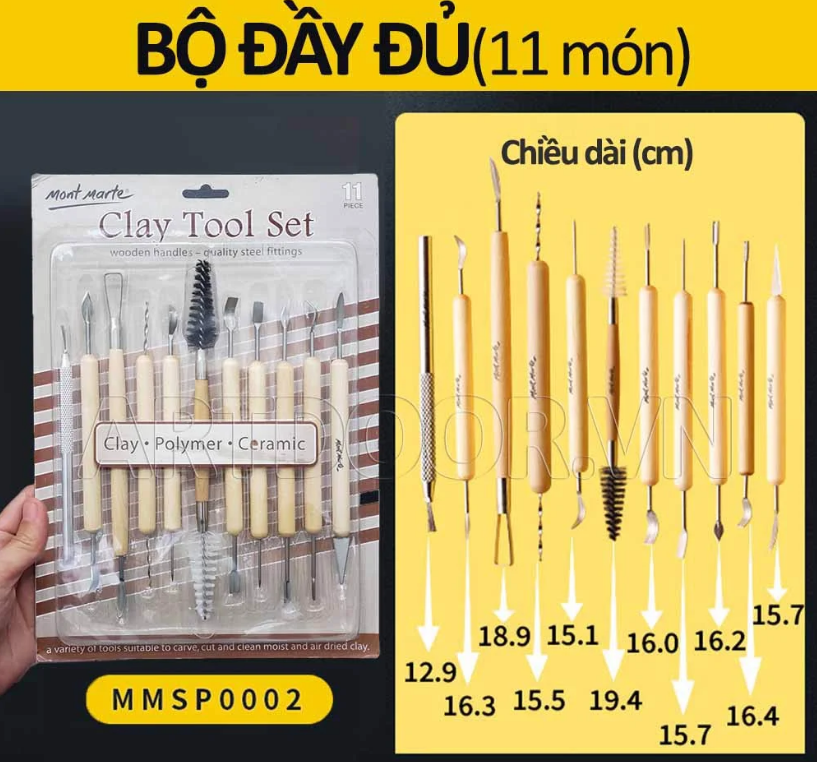 BỘ ĐẦY ĐỦ(11 món)
Mont Marte
11
PIECE
Clay Tool Set
wooden handles – quality steel fittings
Clay • Polymer • Ceramic
a variety of tools suitable to carve, cut and clean moist and air dried clay.
MMSP0002
Chiều dài (cm)
12.9
16.3
18.9
15.5
15.1
19.4
16.0
15.7
16.2
16.4
15.7
ARTDOOR.VN